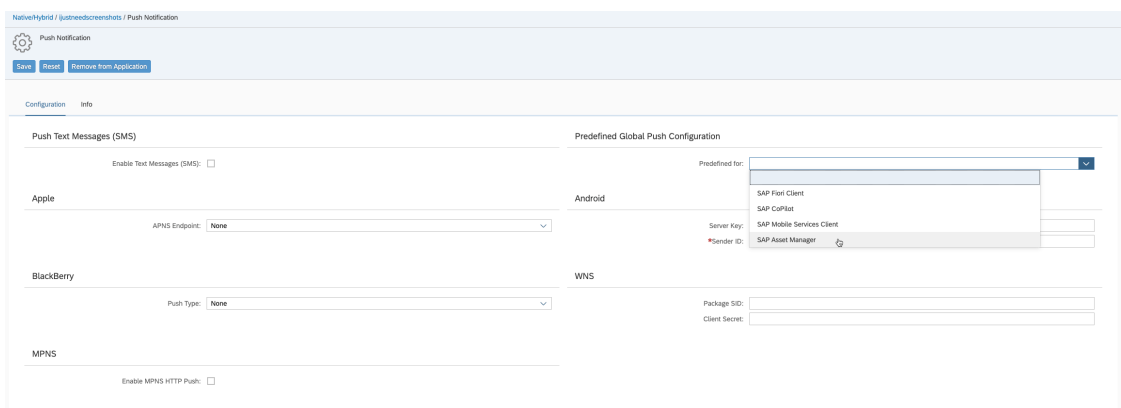 Native/Hybrid / ijustneedscreenshots / Push Notification
Push Notification
Save Reset Remove from Application
Configuration Info
Push Text Messages (SMS)
Enable Text Messages (SMS):
Predefined Global Push Configuration
Predefined for:
SAP Fiori Client
SAP CoPilot
SAP Mobile Services Client
SAP Asset Manager
Apple
APNS Endpoint: None
Android
Server Key:
*Sender ID:
BlackBerry
Push Type: None
WNS
Package SID:
Client Secret:
MPNS
Enable MPNS HTTP Push: